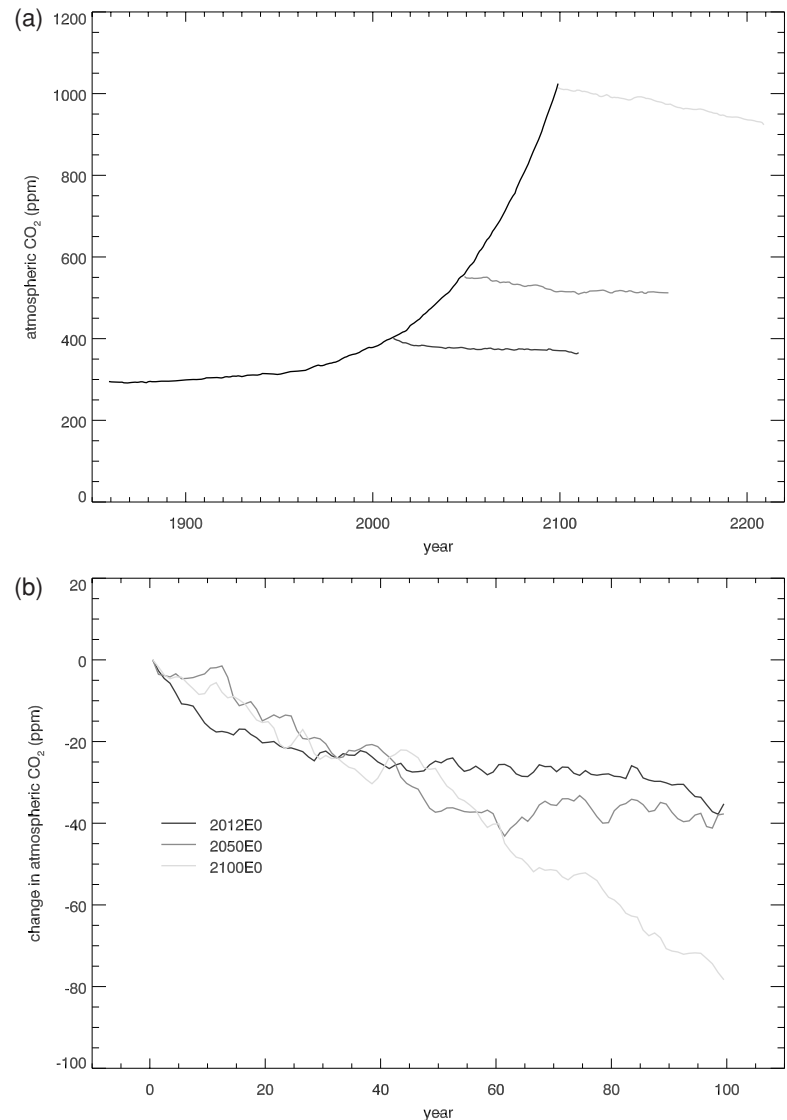 (a)
1200
1000
800
600
400
200
0
atmospheric CO₂ (ppm)
1900 2000 2100 2200
year
(b)
20
0
-20
-40
-60
-80
-100
change in atmospheric CO₂ (ppm)
2012E0
2050E0
2100E0
0 20 40 60 80 100
year